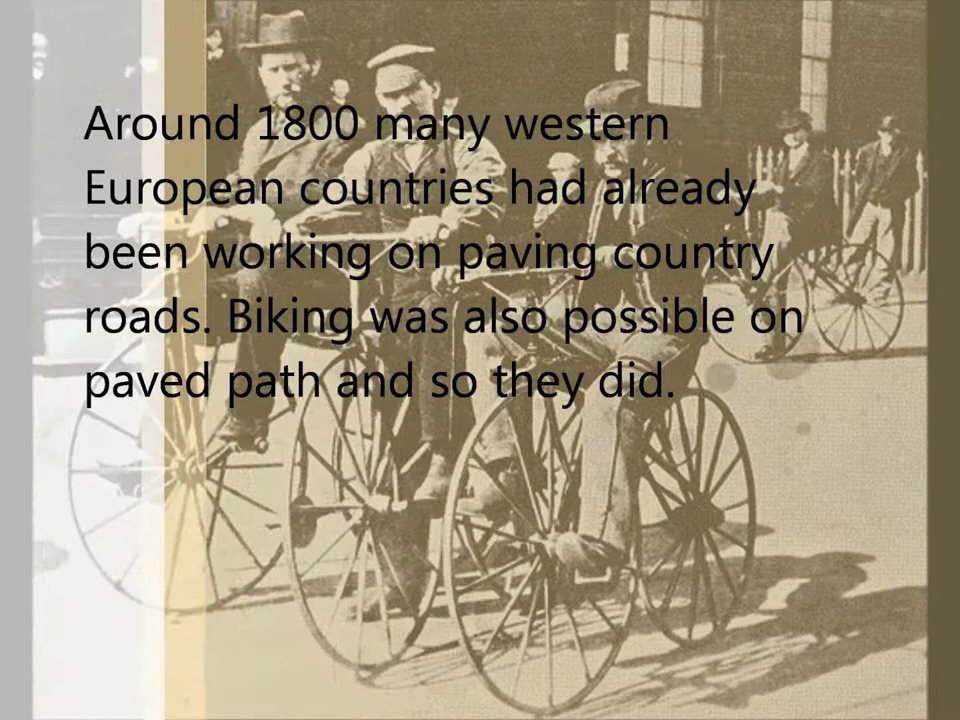 Around 1800 many western
European countries had already
been working on paving country
roads. Biking was also possible on
paved path and so they did.